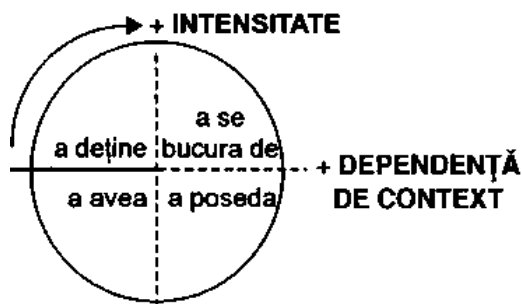 + INTENSITATE
a se
a deține bucura de
+ DEPENDENȚĂ
a avea a poseda
DE CONTEXT